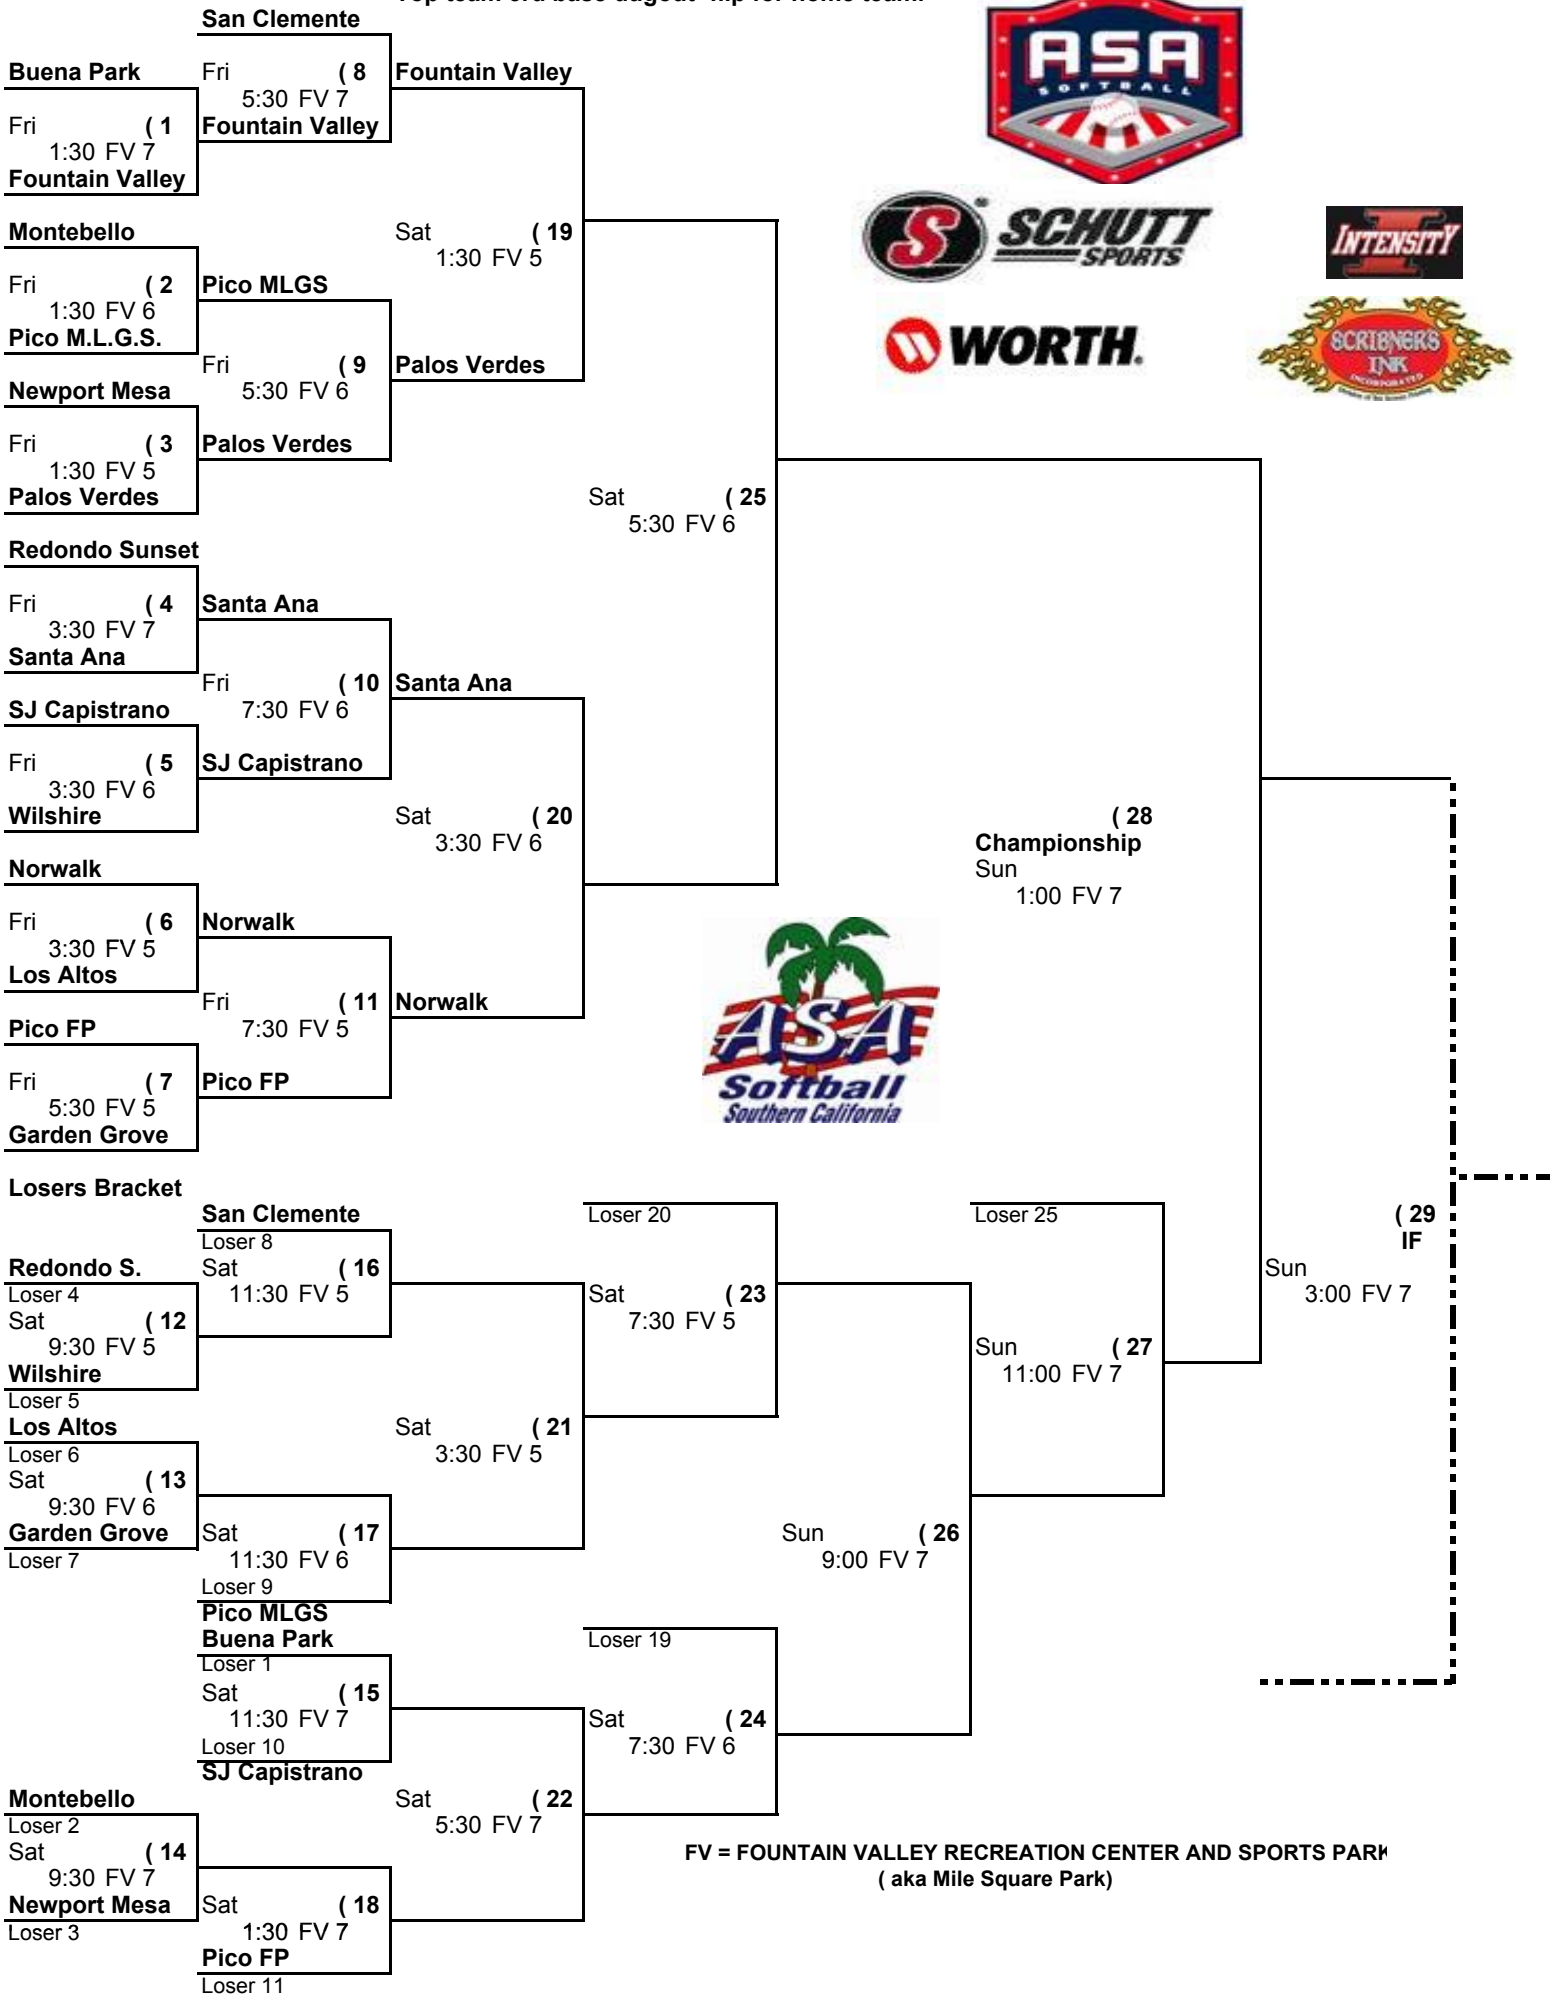 San Clemente
Buena Park
Fri ( 8
5:30 FV 7
Fountain Valley
Fri ( 1
1:30 FV 7
Fountain Valley
Fountain Valley
Montebello
Sat ( 19
1:30 FV 5
Fri ( 2
1:30 FV 6
Pico MLGS
Pico M.L.G.S.
Fri ( 9
5:30 FV 6
Palos Verdes
Newport Mesa
Fri ( 3
1:30 FV 5
Palos Verdes
Palos Verdes
Sat ( 25
5:30 FV 6
Redondo Sunset
Fri ( 4
3:30 FV 7
Santa Ana
Santa Ana
Fri ( 10
7:30 FV 6
Santa Ana
SJ Capistrano
Fri ( 5
3:30 FV 6
SJ Capistrano
Wilshire
Sat ( 20
3:30 FV 6
( 28
Championship
Sun
1:00 FV 7
Norwalk
Fri ( 6
3:30 FV 5
Norwalk
Los Altos
Fri ( 11
7:30 FV 5
Norwalk
Pico FP
Fri ( 7
5:30 FV 5
Pico FP
Garden Grove
ASA
SOFTBALL
SCHUTT
SPORTS
INTENSITY
WORTH.
SCRIBNERS
INK
INCORPORATED
ASA
Softball
Southern California
Losers Bracket
San Clemente
Loser 8
Sat ( 16
11:30 FV 5
Redondo S.
Loser 4
Sat ( 12
9:30 FV 5
Wilshire
Loser 5
Los Altos
Loser 6
Sat ( 13
9:30 FV 6
Garden Grove
Loser 7
Sat ( 17
11:30 FV 6
Loser 9
Pico MLGS
Buena Park
Loser 1
Sat ( 15
11:30 FV 7
Loser 10
SJ Capistrano
Montebello
Loser 2
Sat ( 14
9:30 FV 7
Newport Mesa
Loser 3
Sat ( 18
1:30 FV 7
Pico FP
Loser 11
Sat ( 21
3:30 FV 5
Sat ( 22
5:30 FV 7
Loser 20
Sat ( 23
7:30 FV 5
Loser 19
Sat ( 24
7:30 FV 6
Sun ( 26
9:00 FV 7
Loser 25
Sun ( 27
11:00 FV 7
( 29
IF
Sun
3:00 FV 7
FV = FOUNTAIN VALLEY RECREATION CENTER AND SPORTS PARK
( aka Mile Square Park)